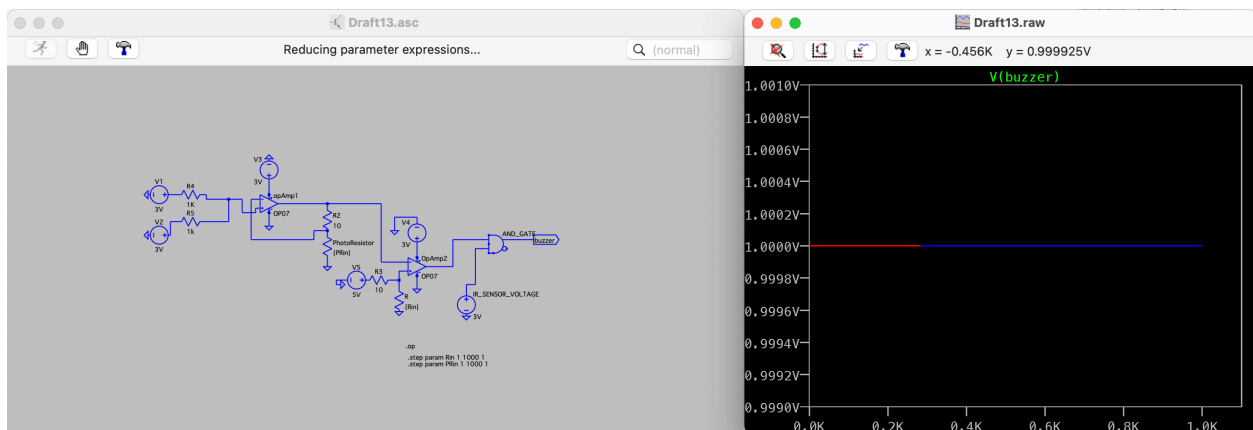 Draft13.asc
Reducing parameter expressions...
(normal)
V1
3V
R4
1K
R5
1k
V2
3V
V3
3V
opAmp1
OP07
R2
10
PhotoResistor
{PRin}
V4
3V
OpAmp2
OP07
V5
5V
R3
10
R
{Rin}
AND_GATE
buzzer
IR_SENSOR_VOLTAGE
3V
.op
.step param Rin 1 1000 1
.step param PRin 1 1000 1
Draft13.raw
x = -0.456K y = 0.999925V
V(buzzer)
1.0010V
1.0008V
1.0006V
1.0004V
1.0002V
1.0000V
0.9998V
0.9996V
0.9994V
0.9992V
0.9990V
0.0K 0.2K 0.4K 0.6K 0.8K 1.0K